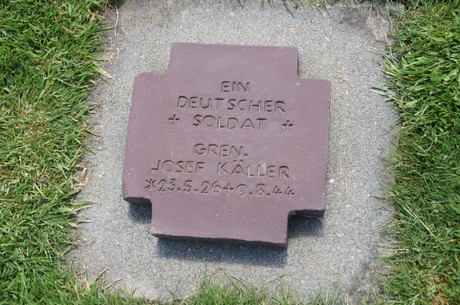 EIN
DEUTSCHER
+ SOLDAT +
GREN.
JOSEF KÄLLER
*23.5.26+9.8.44